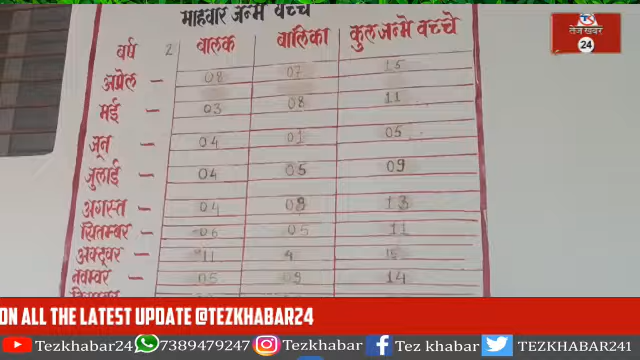 माहवार जन्मे बच्चे
वर्ष 2 बालक बालिका कुल जन्मे बच्चे
अप्रैल - 08 07 15
मई - 03 08 11
जून - 04 01 05
जुलाई - 04 05 09
अगस्त - 04 09 13
सितम्बर - 06 05 11
अक्टूबर - 11 4 15
नवम्बर - 05 09 14
तेज खबर
24
ON ALL THE LATEST UPDATE @TEZKHABAR24
Tezkhabar24 7389479247 Tezkhabar Tez khabar TEZKHABAR241